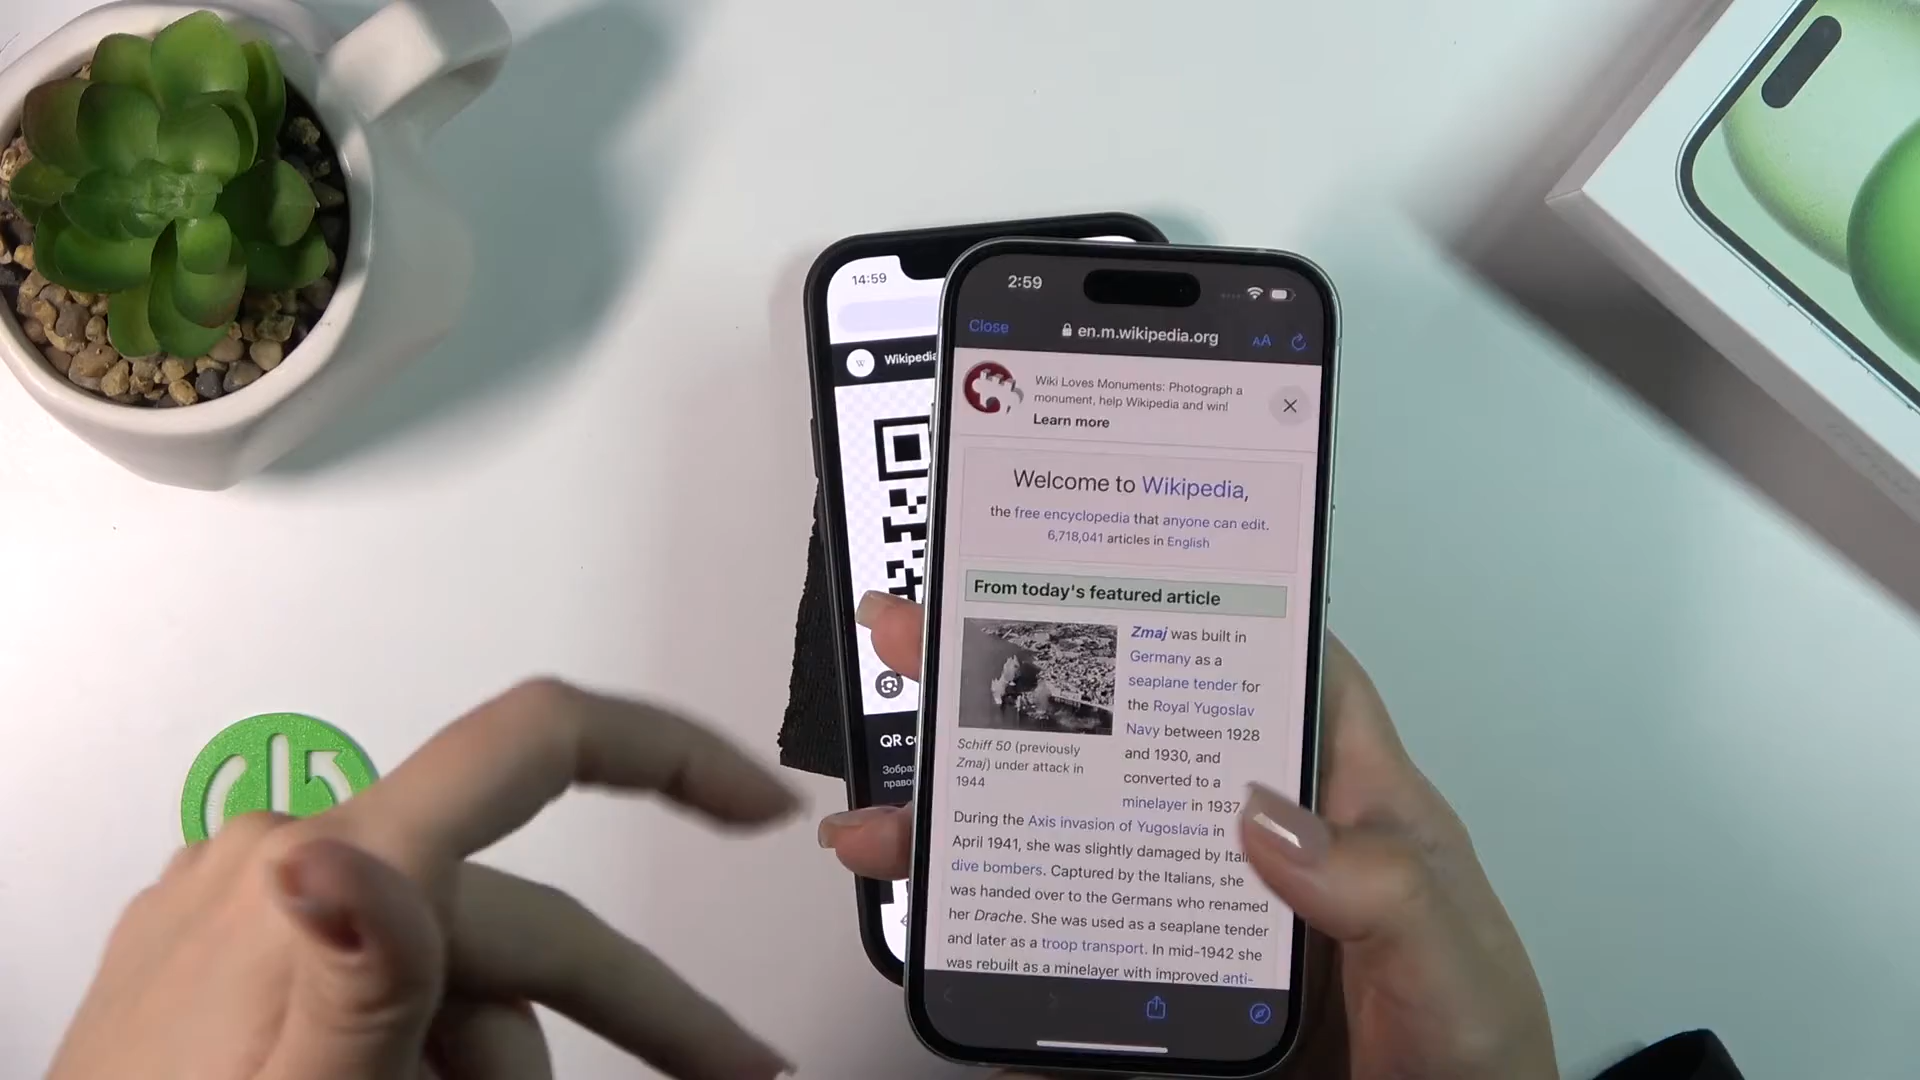 14:59
Wikipedia
QR
2:59
Close
en.m.wikipedia.org
AA
Wiki Loves Monuments: Photograph a
monument, help Wikipedia and win!
Learn more
Welcome to Wikipedia,
the free encyclopedia that anyone can edit.
6,718,041 articles in English
From today's featured article
Zmaj was built in
Germany as a
seaplane tender for
the Royal Yugoslav
Navy between 1928
and 1930, and
converted to a
minelayer in 1937.
Schiff 50 (previously
Zmaj) under attack in
1944
During the Axis invasion of Yugoslavia in
April 1941, she was slightly damaged by
dive bombers. Captured by the Italians, she
was handed over to the Germans who renamed
her Drache. She was used as a seaplane tender
and later as a troop transport. In mid-1942 she
was rebuilt as a minelayer with improved anti-